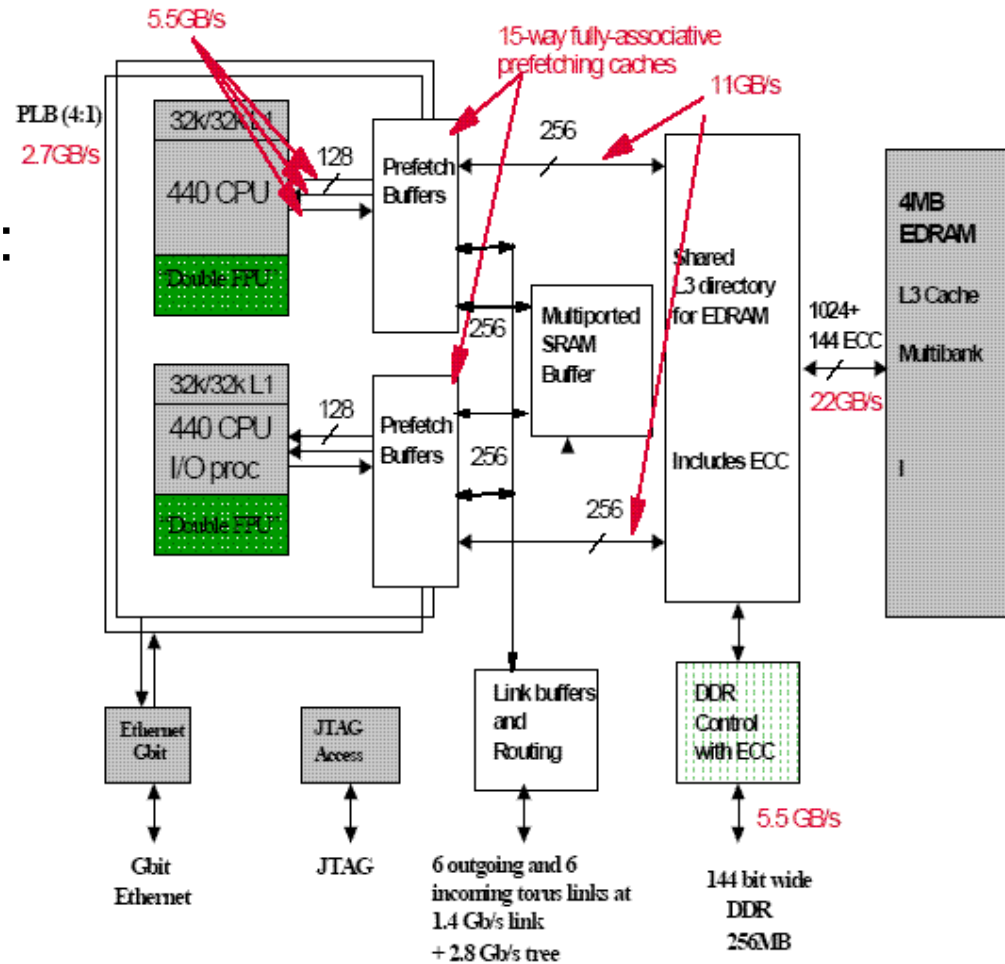 5.5GB/s
15-way fully-associative
prefetching caches
11GB/s
PLB (4:1)
2.7GB/s
32k/32k L1
440 CPU
"Double FPU"
128
Prefetch
Buffers
256
256
Multiported
SRAM
Buffer
Shared
L3 directory
for EDRAM
Includes ECC
1024+
144 ECC
22GB/s
4MB
EDRAM
L3 Cache
Multibank
I
32k/32k L1
440 CPU
I/O proc
"Double FPU"
128
Prefetch
Buffers
256
256
Ethernet
Gbit
JTAG
Access
Link buffers
and
Routing
DDR
Control
with ECC
5.5 GB/s
Gbit
Ethernet
JTAG
6 outgoing and 6
incoming torus links at
1.4 Gb/s link
+ 2.8 Gb/s tree
144 bit wide
DDR
256MB